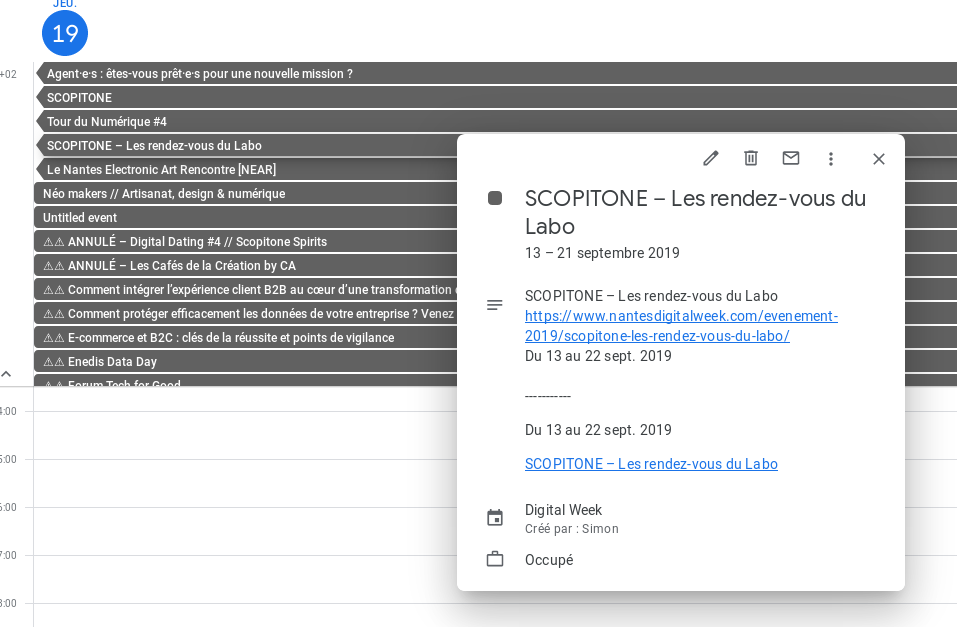 JEU.
19
+02
Agent·e·s : êtes-vous prêt·e·s pour une nouvelle mission ?
SCOPITONE
Tour du Numérique #4
SCOPITONE – Les rendez-vous du Labo
Le Nantes Electronic Art Rencontre [NEAR]
Néo makers // Artisanat, design & numérique
Untitled event
⚠⚠ ANNULÉ – Digital Dating #4 // Scopitone Spirits
⚠⚠ ANNULÉ – Les Cafés de la Création by CA
⚠⚠ Comment intégrer l'expérience client B2B au cœur d'une transformation
⚠⚠ Comment protéger efficacement les données de votre entreprise ? Venez
⚠⚠ E-commerce et B2C : clés de la réussite et points de vigilance
⚠⚠ Enedis Data Day
⚠⚠ Forum Tech for Good
4:00
5:00
6:00
7:00
8:00
SCOPITONE – Les rendez-vous du
Labo
13 – 21 septembre 2019
SCOPITONE – Les rendez-vous du Labo
https://www.nantesdigitalweek.com/evenement-
2019/scopitone-les-rendez-vous-du-labo/
Du 13 au 22 sept. 2019
-----------
Du 13 au 22 sept. 2019
SCOPITONE – Les rendez-vous du Labo
Digital Week
Créé par : Simon
Occupé